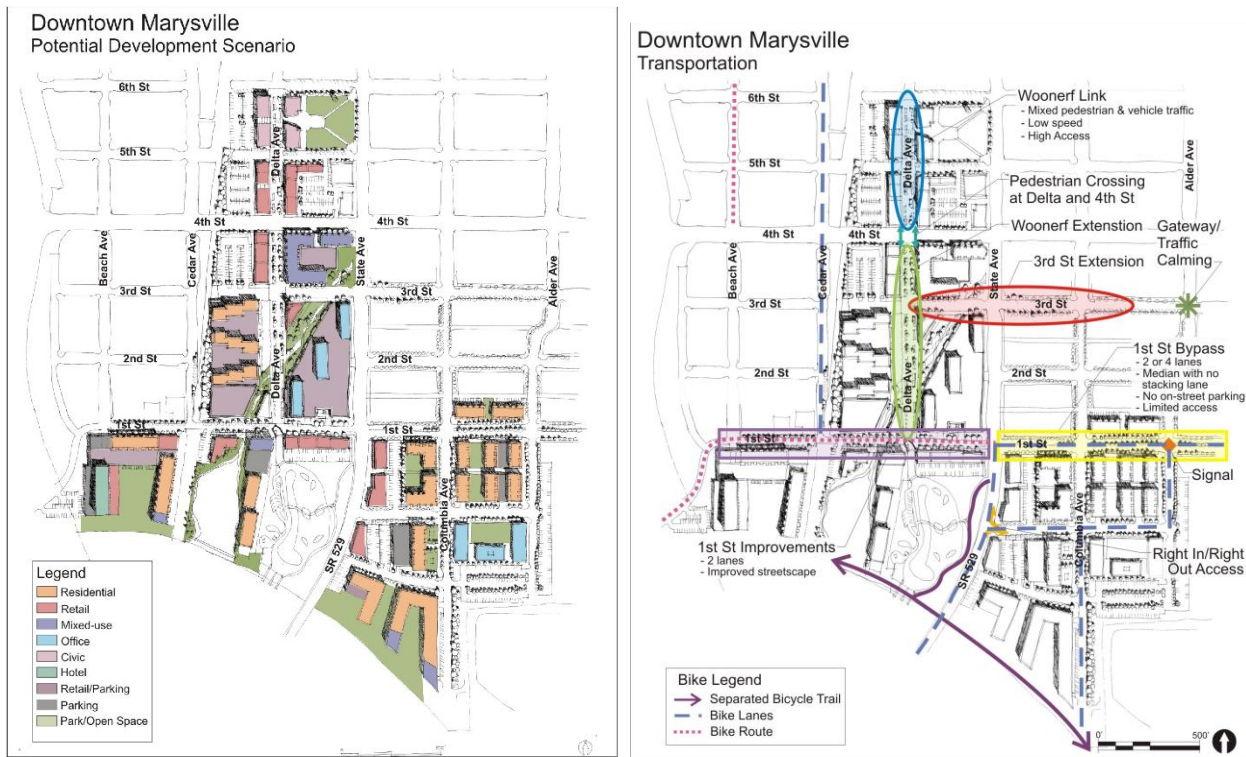 Downtown Marysville
Potential Development Scenario
6th St
5th St
Delta Ave
4th St
4th St
Beach Ave
Cedar Ave
State Ave
Alder Ave
3rd St
3rd St
2nd St
2nd St
Delta Ave
1st St
1st St
Columbia Ave
SR 529
Legend
Residential
Retail
Mixed-use
Office
Civic
Hotel
Retail/Parking
Parking
Park/Open Space
Downtown Marysville
Transportation
6th St
Woonerf Link
- Mixed pedestrian & vehicle traffic
- Low speed
- High Access
5th St
Delta Ave
Alder Ave
Pedestrian Crossing
at Delta and 4th St
4th St
4th St
Woonerf Extenstion
Gateway/
Traffic
Calming
Beach Ave
Cedar Ave
State Ave
3rd St Extension
3rd St
3rd St
1st St Bypass
- 2 or 4 lanes
- Median with no
stacking lane
- No on-street parking
- Limited access
2nd St
2nd St
Delta Ave
1st St
1st St
Signal
Columbia Ave
1st St Improvements
- 2 lanes
- Improved streetscape
SR 529
Right In/Right
Out Access
Bike Legend
Separated Bicycle Trail
Bike Lanes
Bike Route
0'
500'